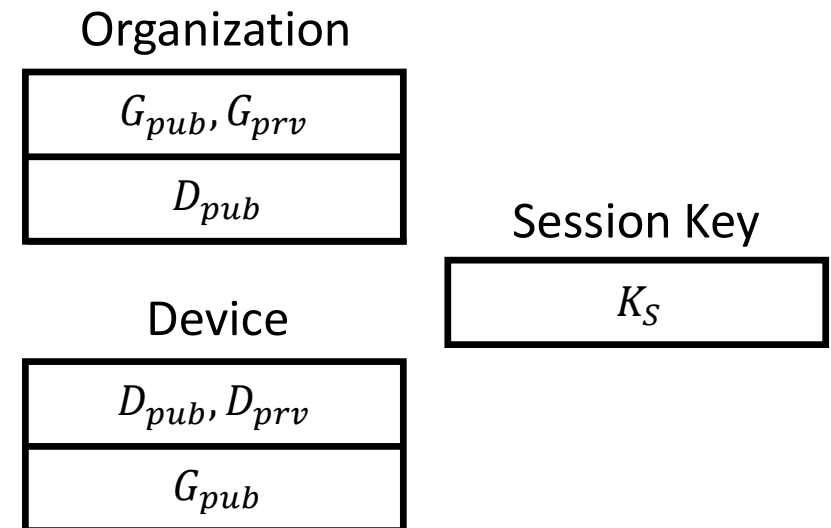 Organization
G_pub, G_prv
D_pub
Session Key
K_S
Device
D_pub, D_prv
G_pub